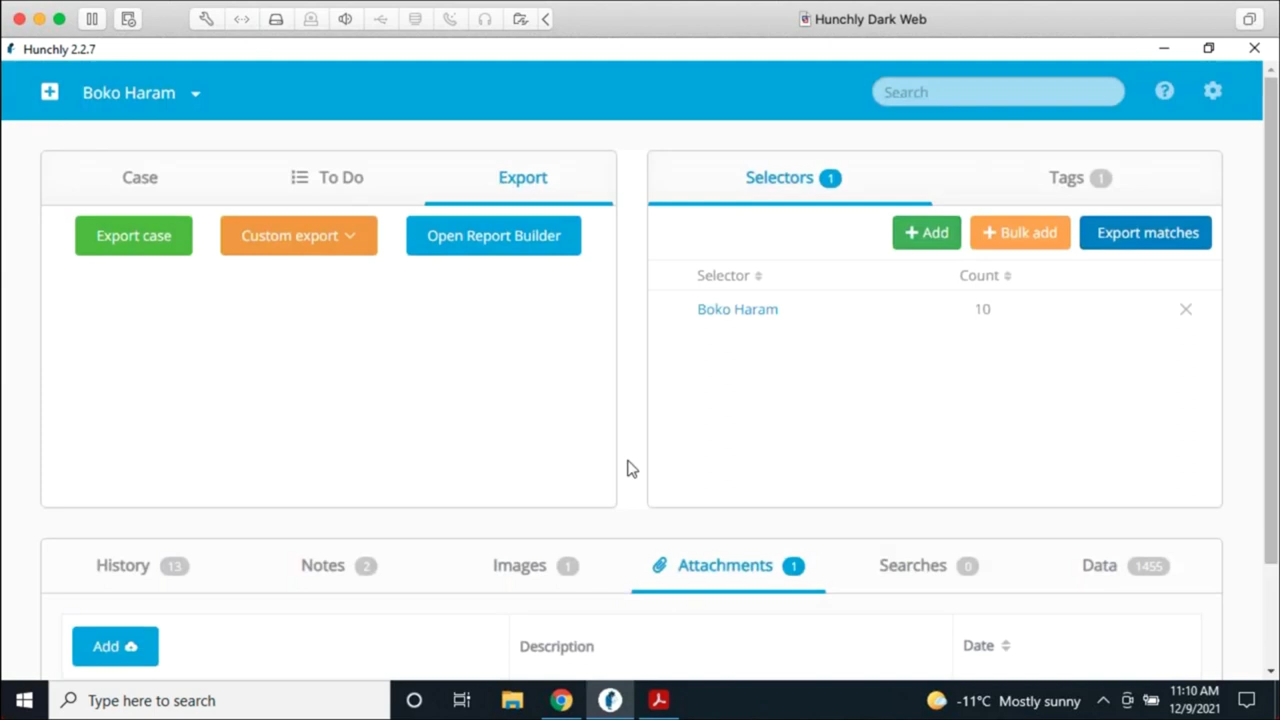 Hunchly Dark Web
Hunchly 2.2.7
Boko Haram
Search
Case
To Do
Export
Export case
Custom export
Open Report Builder
Selectors 1
Tags 1
+ Add
+ Bulk add
Export matches
Selector
Count
Boko Haram
10
History 13
Notes 2
Images 1
Attachments 1
Searches 0
Data 1455
Add
Description
Date
Type here to search
-11°C Mostly sunny
11:10 AM
12/9/2021